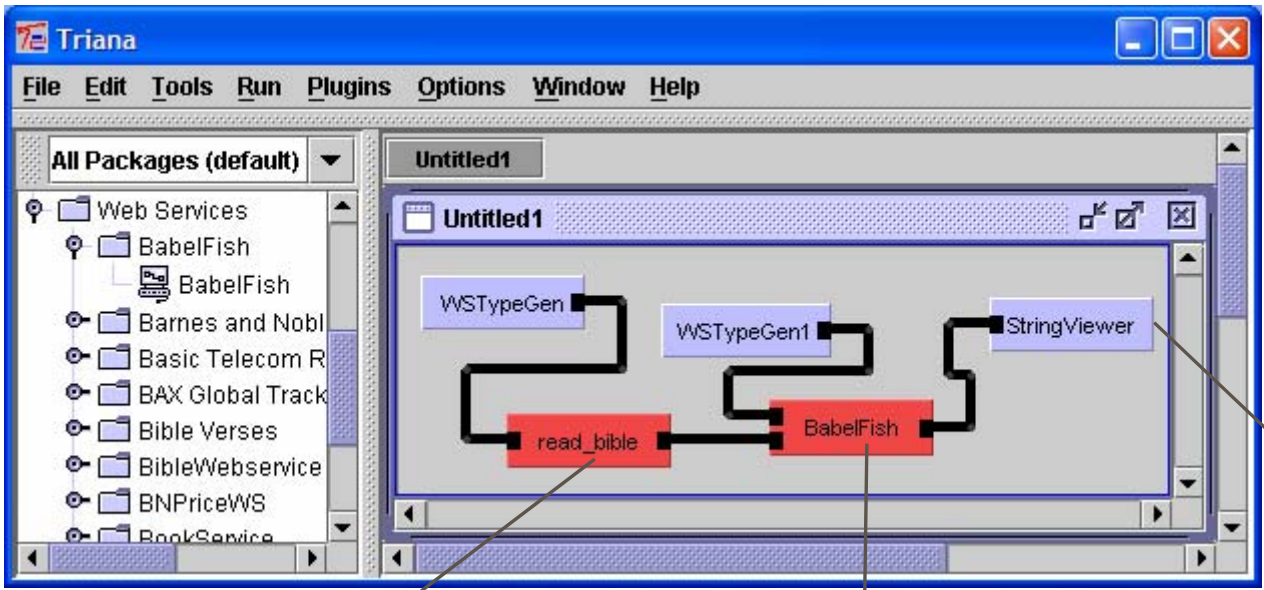 Triana
File Edit Tools Run Plugins Options Window Help
All Packages (default)
Web Services
BabelFish
BabelFish
Barnes and Nobl
Basic Telecom R
BAX Global Track
Bible Verses
BibleWebservice
BNPriceWS
BookService
Untitled1
Untitled1
WSTypeGen
WSTypeGen1
StringViewer
read_bible
BabelFish